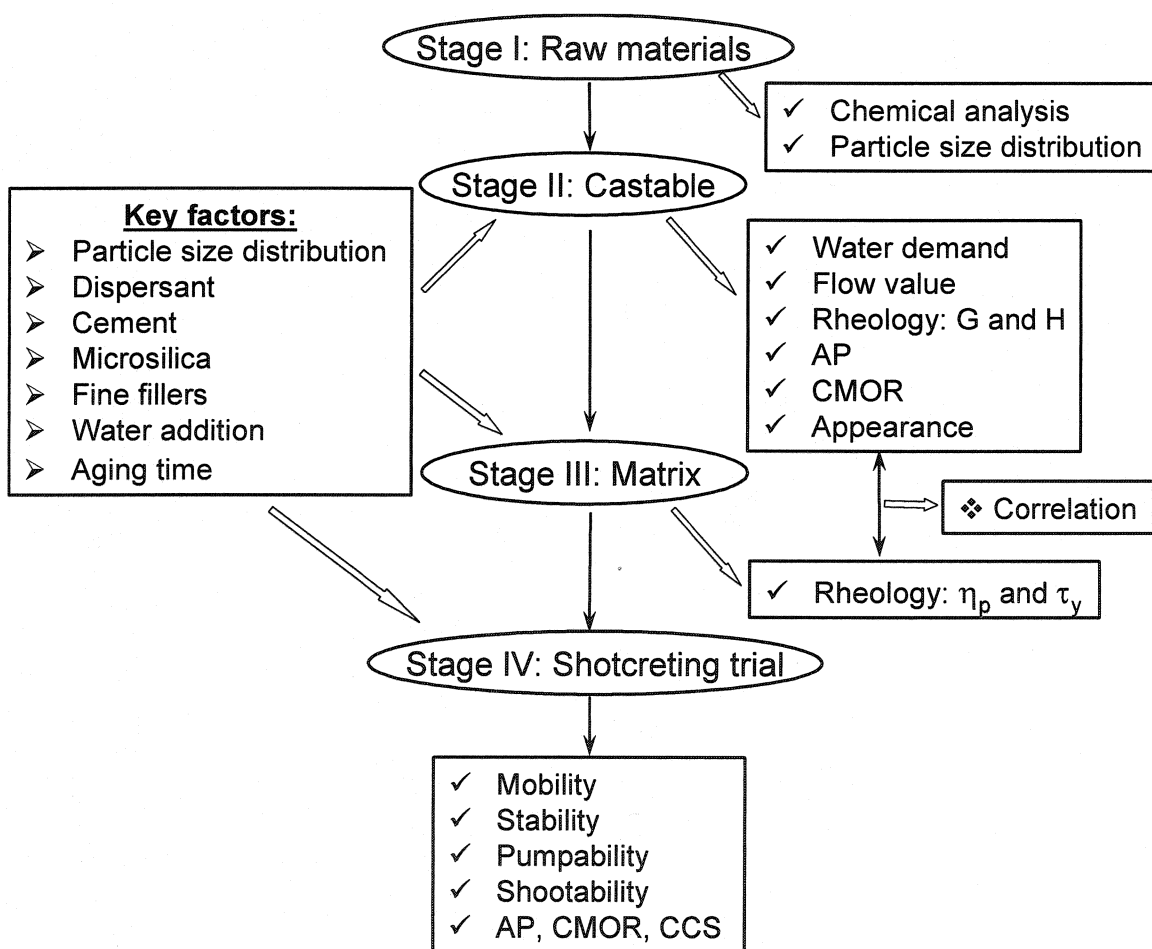 Stage I: Raw materials
✓ Chemical analysis
✓ Particle size distribution
Stage II: Castable
Key factors:
➢ Particle size distribution
➢ Dispersant
➢ Cement
➢ Microsilica
➢ Fine fillers
➢ Water addition
➢ Aging time
✓ Water demand
✓ Flow value
✓ Rheology: G and H
✓ AP
✓ CMOR
✓ Appearance
Stage III: Matrix
❖ Correlation
✓ Rheology: ηp and τy
Stage IV: Shotcreting trial
✓ Mobility
✓ Stability
✓ Pumpability
✓ Shootability
✓ AP, CMOR, CCS